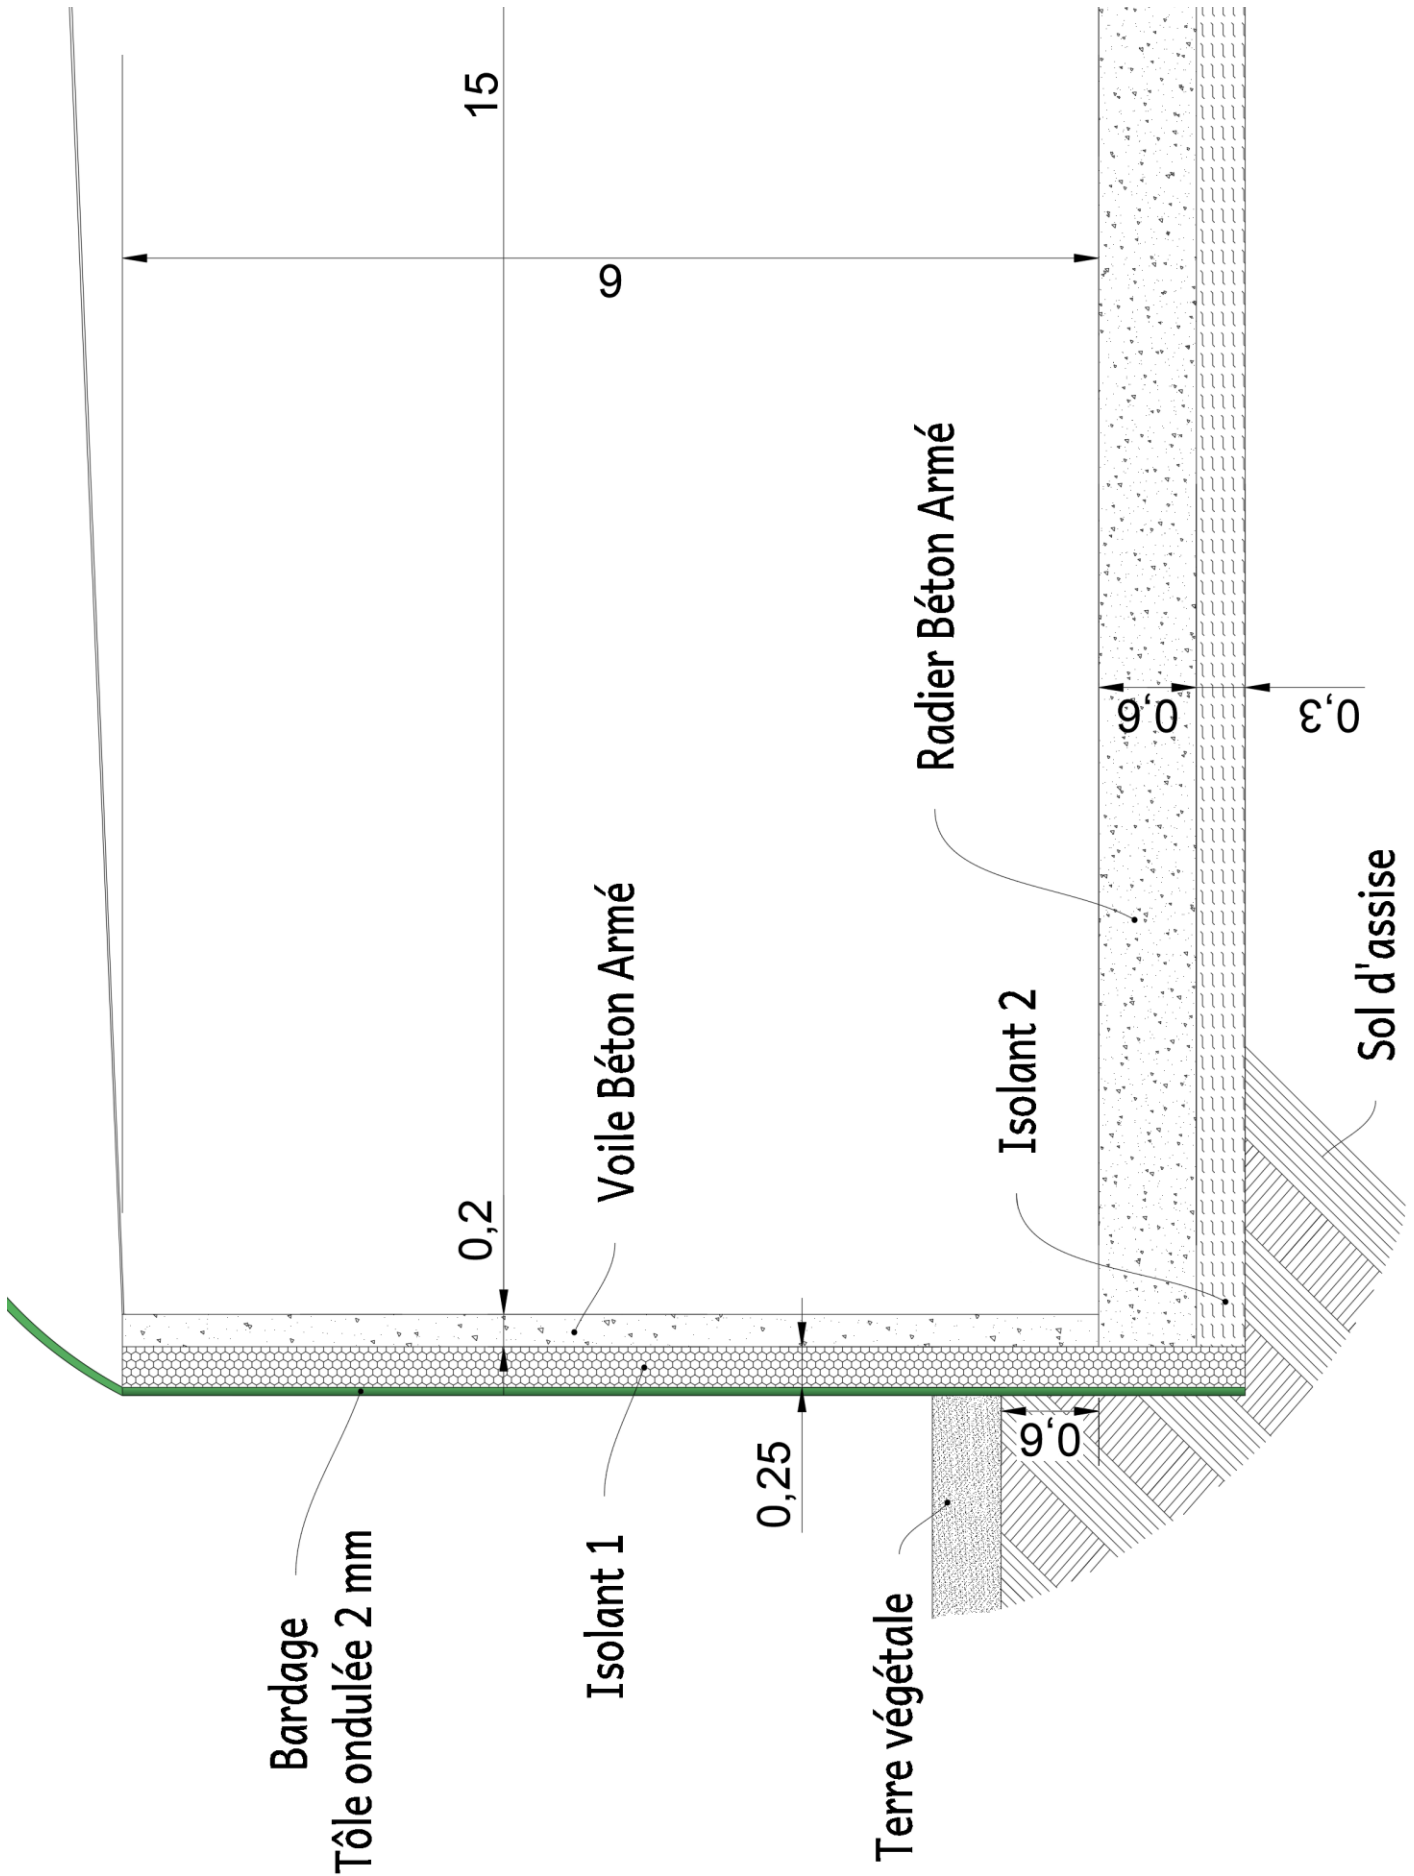 15
6
0,2
0,25
0,6
0,3
0,6
Bardage
Tôle ondulée 2 mm
Isolant 1
Voile Béton Armé
Terre végétale
Radier Béton Armé
Isolant 2
Sol d'assise